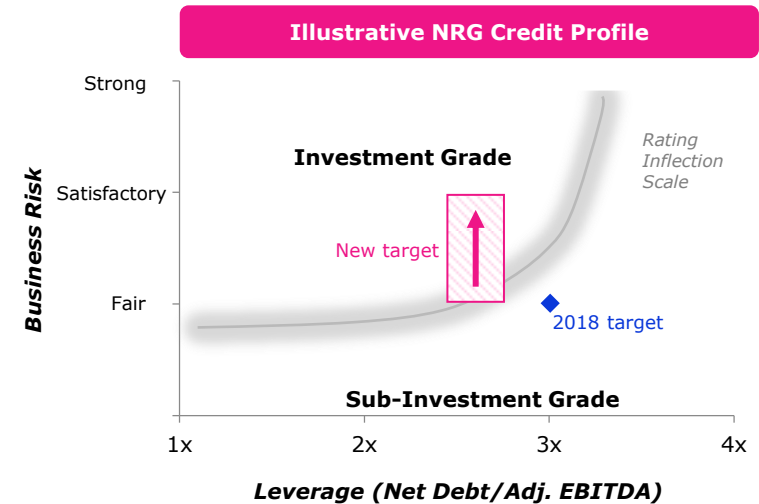 Illustrative NRG Credit Profile
Strong
Rating
Inflection
Scale
Investment Grade
Satisfactory
Business Risk
New target
Fair
2018 target
Sub-Investment Grade
1x 2x 3x 4x
Leverage (Net Debt/Adj. EBITDA)